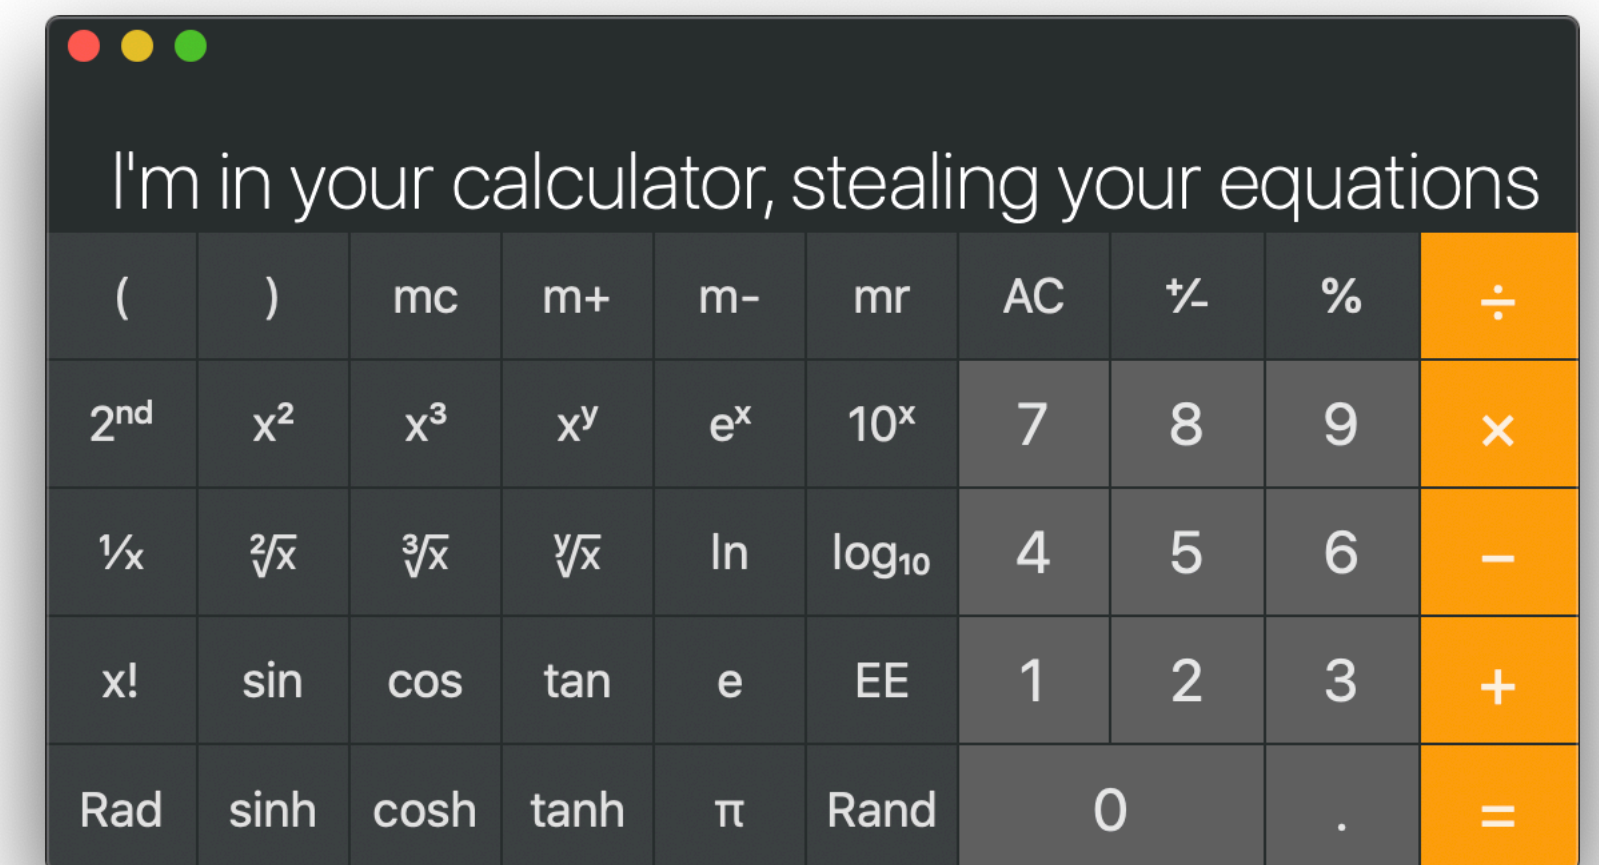 I'm in your calculator, stealing your equations
( ) mc m+ m- mr AC ⁺∕₋ % ÷
2ⁿᵈ x² x³ xʸ eˣ 10ˣ 7 8 9 ×
¹∕x ²√x ³√x ʸ√x ln log₁₀ 4 5 6 −
x! sin cos tan e EE 1 2 3 +
Rad sinh cosh tanh π Rand 0 . =